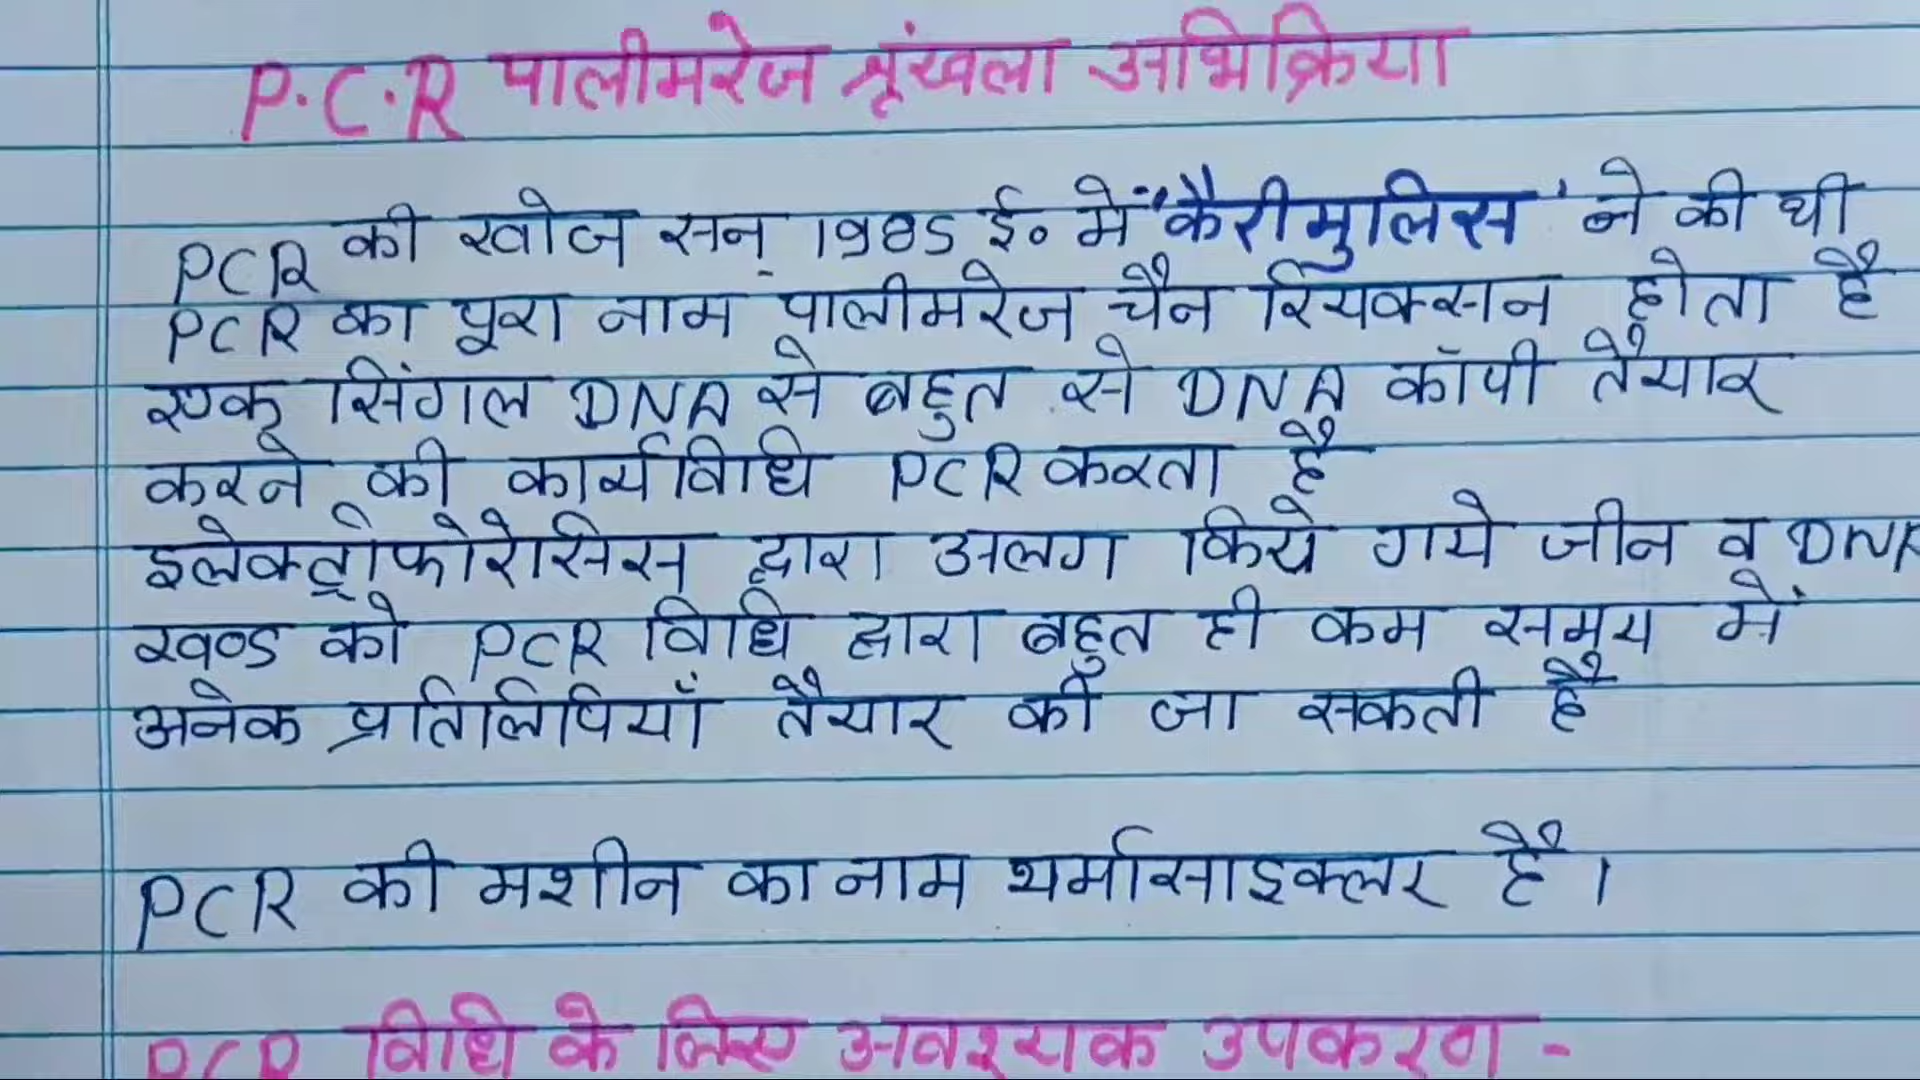 P.C.R पालीमरेज श्रृंखला अभिक्रिया
PCR की खोज सन् 1985 ई० में "कैरीमुलिस' ने की थी
PCR का पूरा नाम पालीमरेज चैन रियक्सन होता है
एक सिंगल DNA से बहुत से DNA कॉपी तैयार
करने की कार्यविधि PCR करता है
इलेक्ट्रोफोरेसिस द्वारा अलग किये गये जीन व DNA
खण्ड को PCR विधि द्वारा बहुत ही कम समय में
अनेक प्रतिलिपियाँ तैयार की जा सकती है
PCR की मशीन का नाम थर्मासाइक्लर है।
PCR विधि के लिए अवश्यक उपकरण -